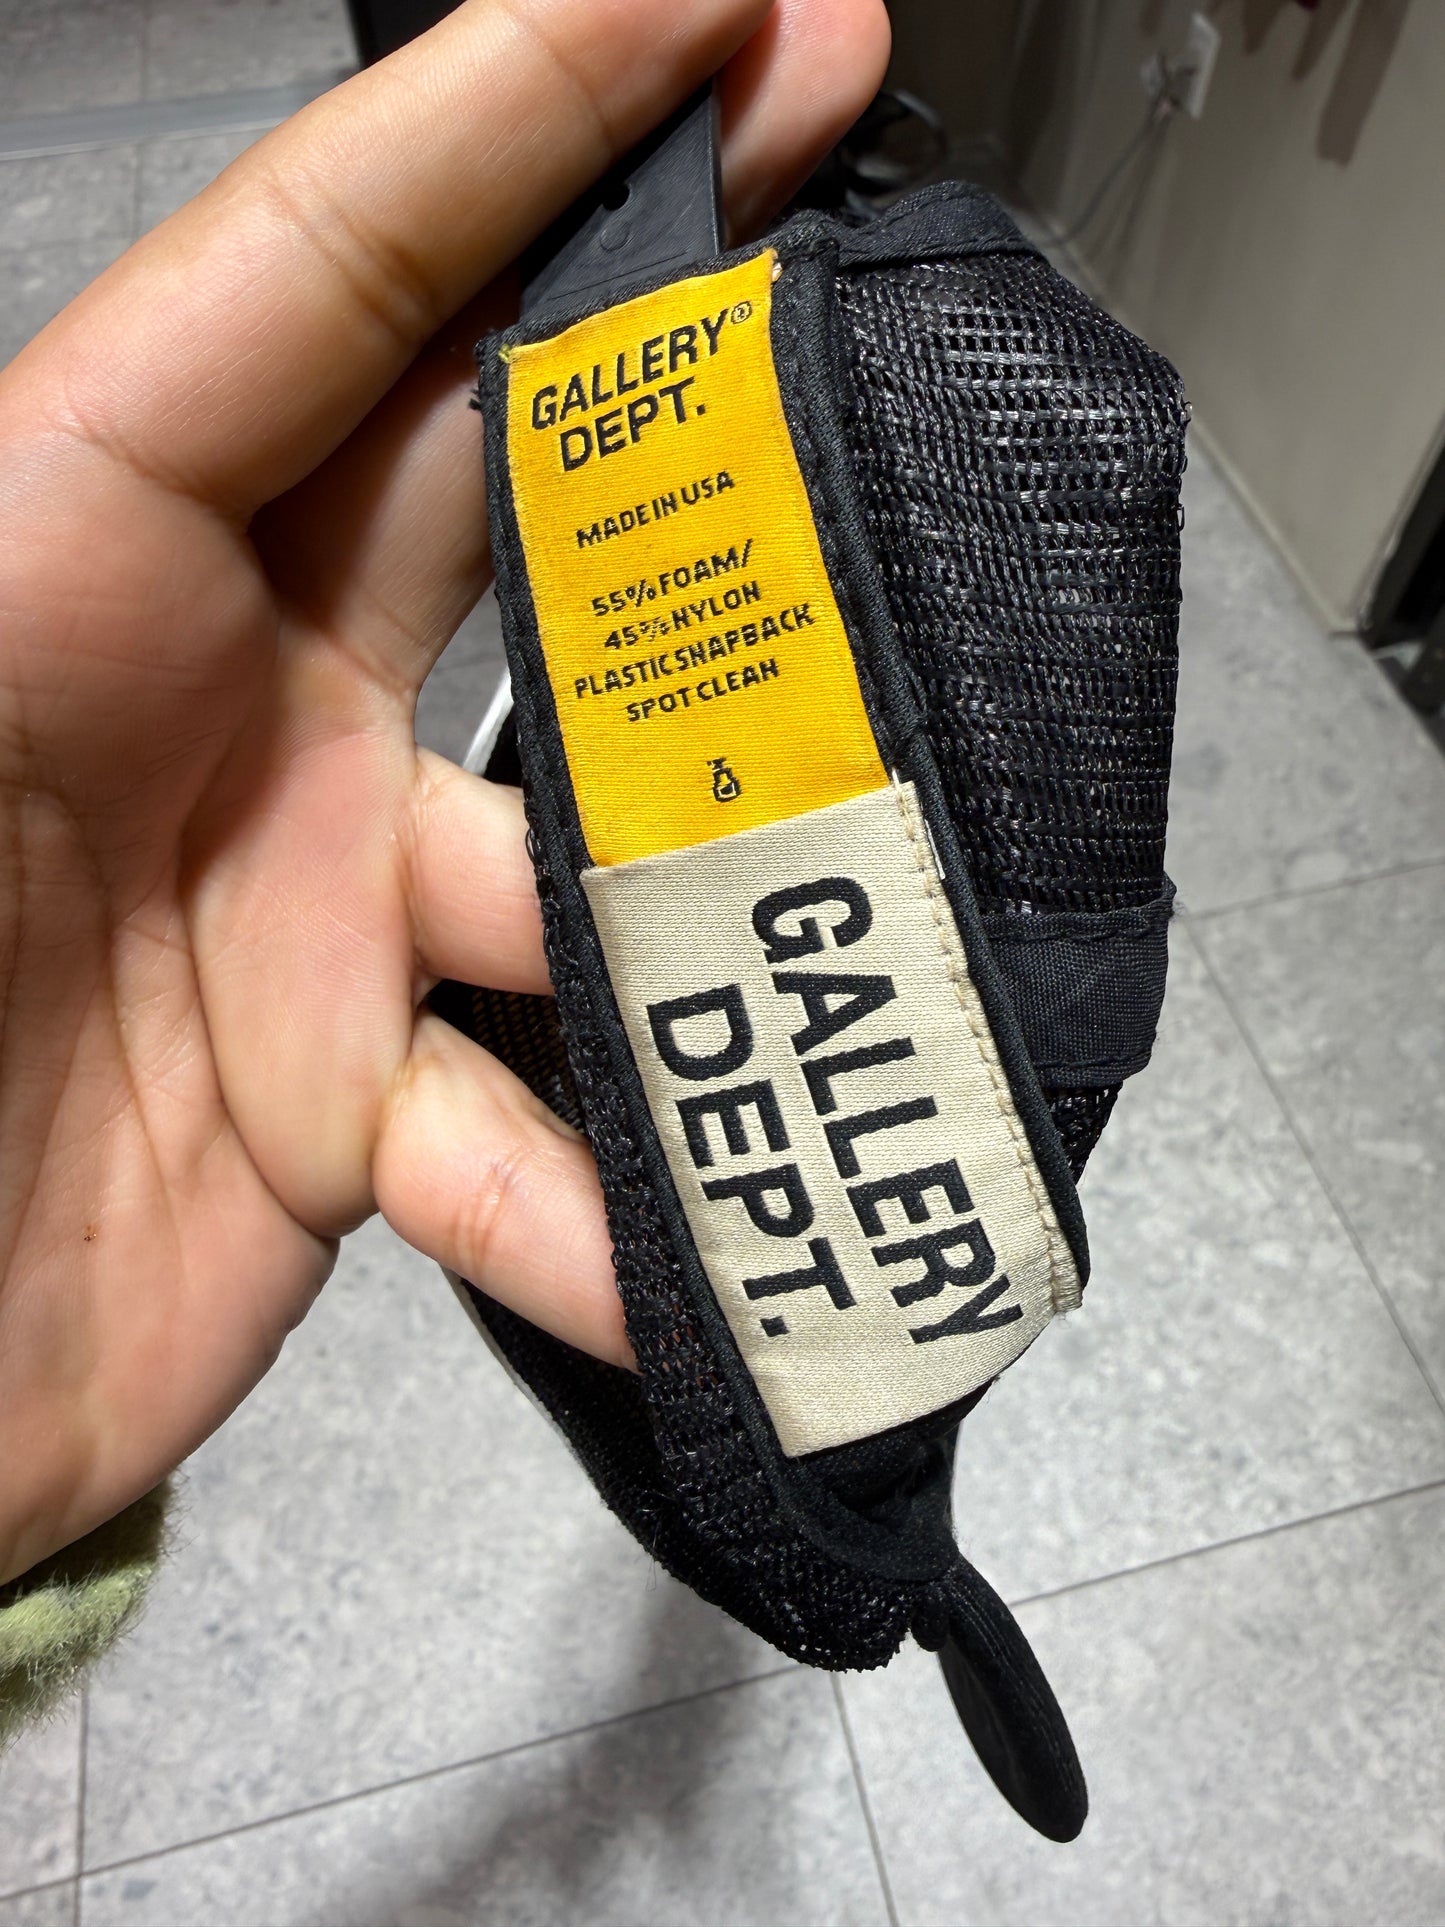 GALLERY®
DEPT.
MADE IN USA
55% FOAM/
45% NYLON
PLASTIC SNAPBACK
SPOT CLEAN
GALLERY
DEPT.